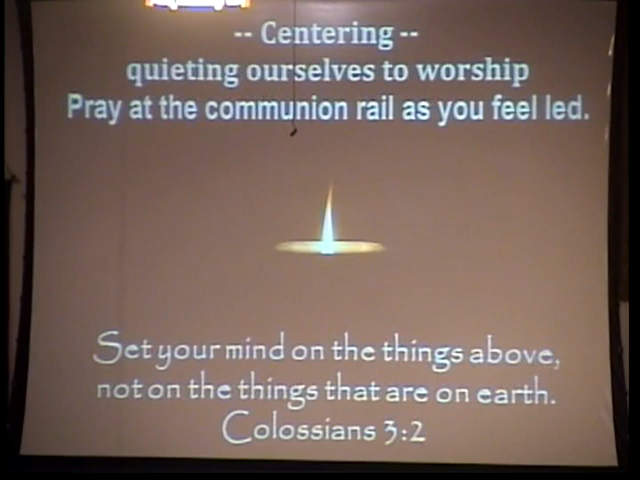 -- Centering --
quieting ourselves to worship
Pray at the communion rail as you feel led.
Set your mind on the things above,
not on the things that are on earth.
Colossians 3:2